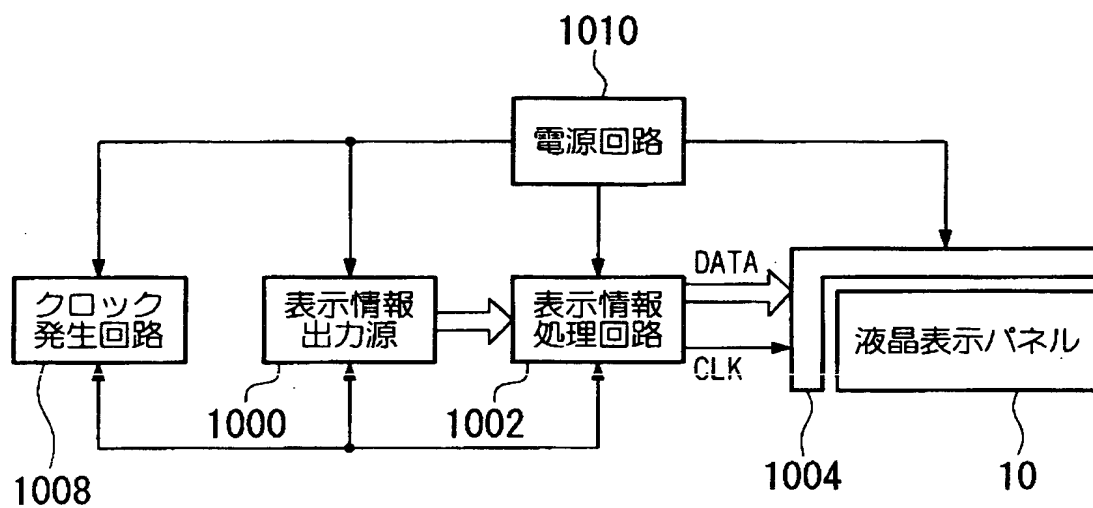 1010
電源回路
DATA
クロック
発生回路
表示情報
出力源
表示情報
処理回路
液晶表示パネル
CLK
1008
1000
1002
1004
10